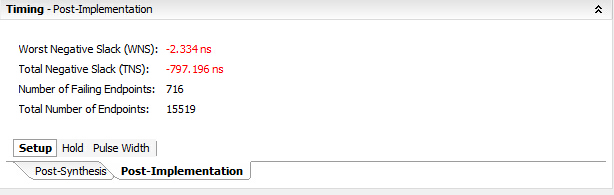 Timing - Post-Implementation
Worst Negative Slack (WNS): -2.334 ns
Total Negative Slack (TNS): -797.196 ns
Number of Failing Endpoints: 716
Total Number of Endpoints: 15519
Setup Hold Pulse Width
Post-Synthesis Post-Implementation